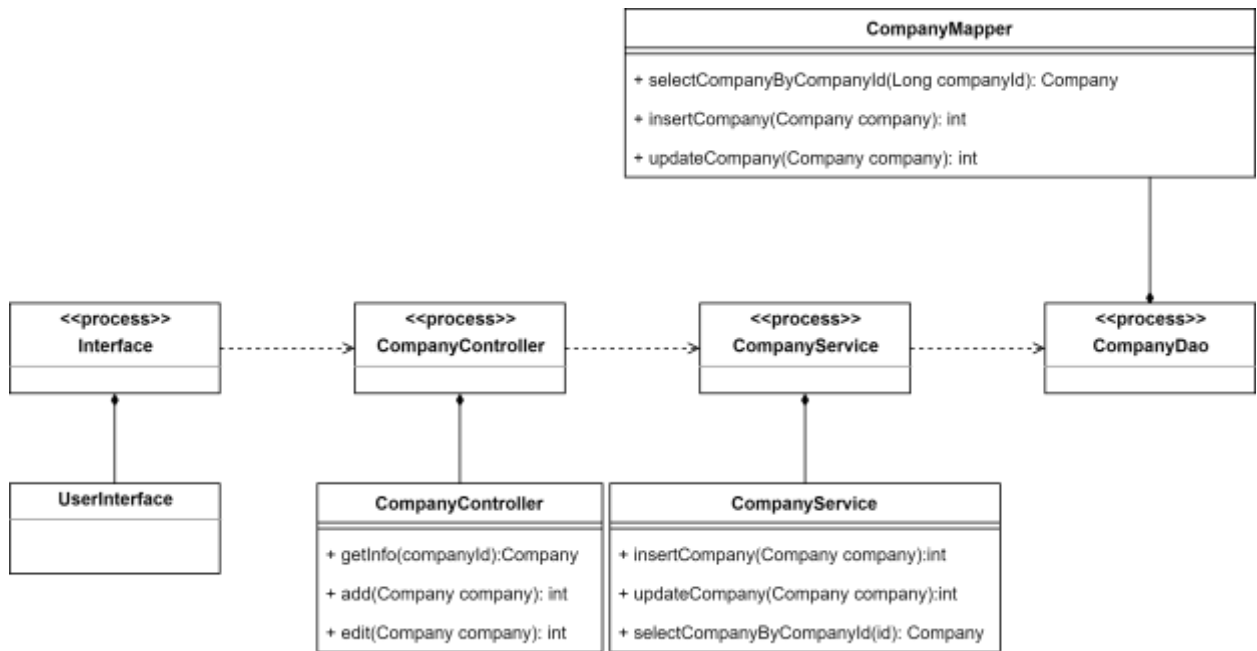 CompanyMapper
+ selectCompanyByCompanyId(Long companyId): Company
+ insertCompany(Company company): int
+ updateCompany(Company company): int
<<process>>
Interface
<<process>>
CompanyController
<<process>>
CompanyService
<<process>>
CompanyDao
UserInterface
CompanyController
+ getInfo(companyId):Company
+ add(Company company): int
+ edit(Company company): int
CompanyService
+ insertCompany(Company company):int
+ updateCompany(Company company):int
+ selectCompanyByCompanyId(id): Company